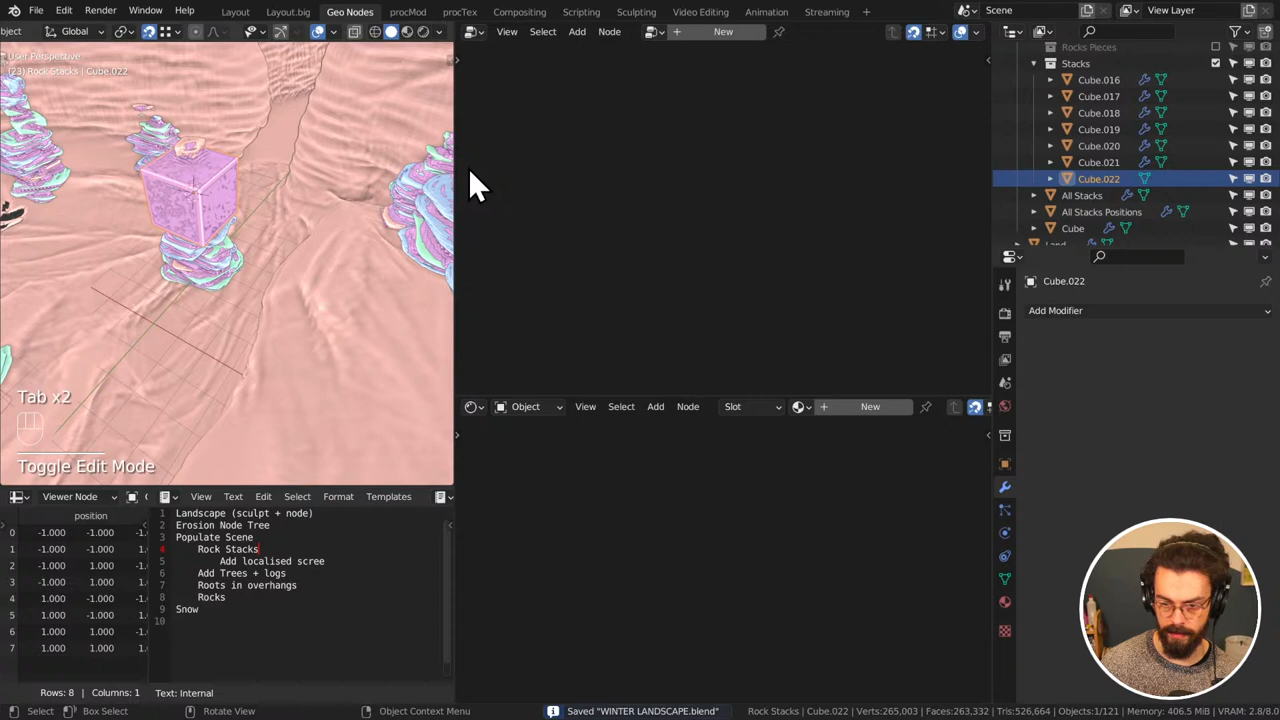 File Edit Render Window Help Layout Layout.big Geo Nodes procMod procTex Compositing Scripting Sculpting Video Editing Animation Streaming + Scene View Layer
bject Global View Select Add Node + New
User Perspective
(23) Rock Stacks | Cube.022
Rocks Pieces
Stacks
Cube.016
Cube.017
Cube.018
Cube.019
Cube.020
Cube.021
Cube.022
All Stacks
All Stacks Positions
Cube
Land
Cube.022
Add Modifier
Tab x2
Toggle Edit Mode
Object View Select Add Node Slot + New
Viewer Node View Text Edit Select Format Templates
position
0 -1.000 -1.000 -1.
1 -1.000 -1.000 1.
2 -1.000 1.000 -1.
3 -1.000 1.000 1.
4 1.000 -1.000 -1.
5 1.000 -1.000 1.
6 1.000 1.000 -1.
7 1.000 1.000 1.
1 Landscape (sculpt + node)
2 Erosion Node Tree
3 Populate Scene
4 Rock Stacks
5 Add localised scree
6 Add Trees + logs
7 Roots in overhangs
8 Rocks
9 Snow
10
Rows: 8 | Columns: 1 Text: Internal
Select Box Select Rotate View Object Context Menu Saved "WINTER LANDSCAPE.blend" Rock Stacks | Cube.022 | Verts:265,003 | Faces:263,332 | Tris:526,664 | Objects:1/121 | Memory: 406.5 MiB | VRAM: 2.8/8.0